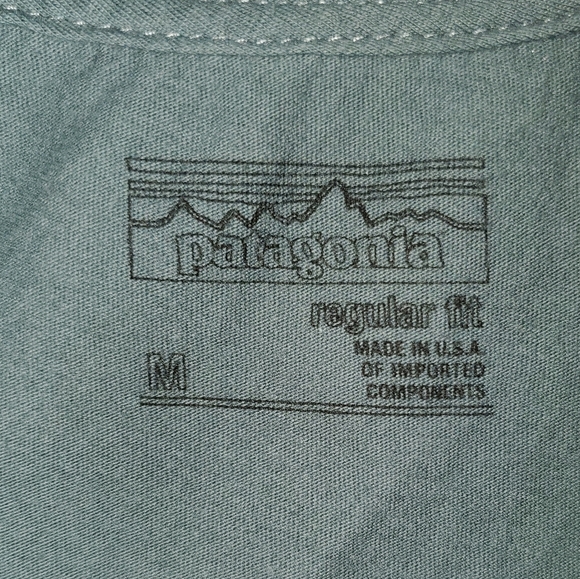 patagonia
regular fit
M
MADE IN U.S.A.
OF IMPORTED
COMPONENTS